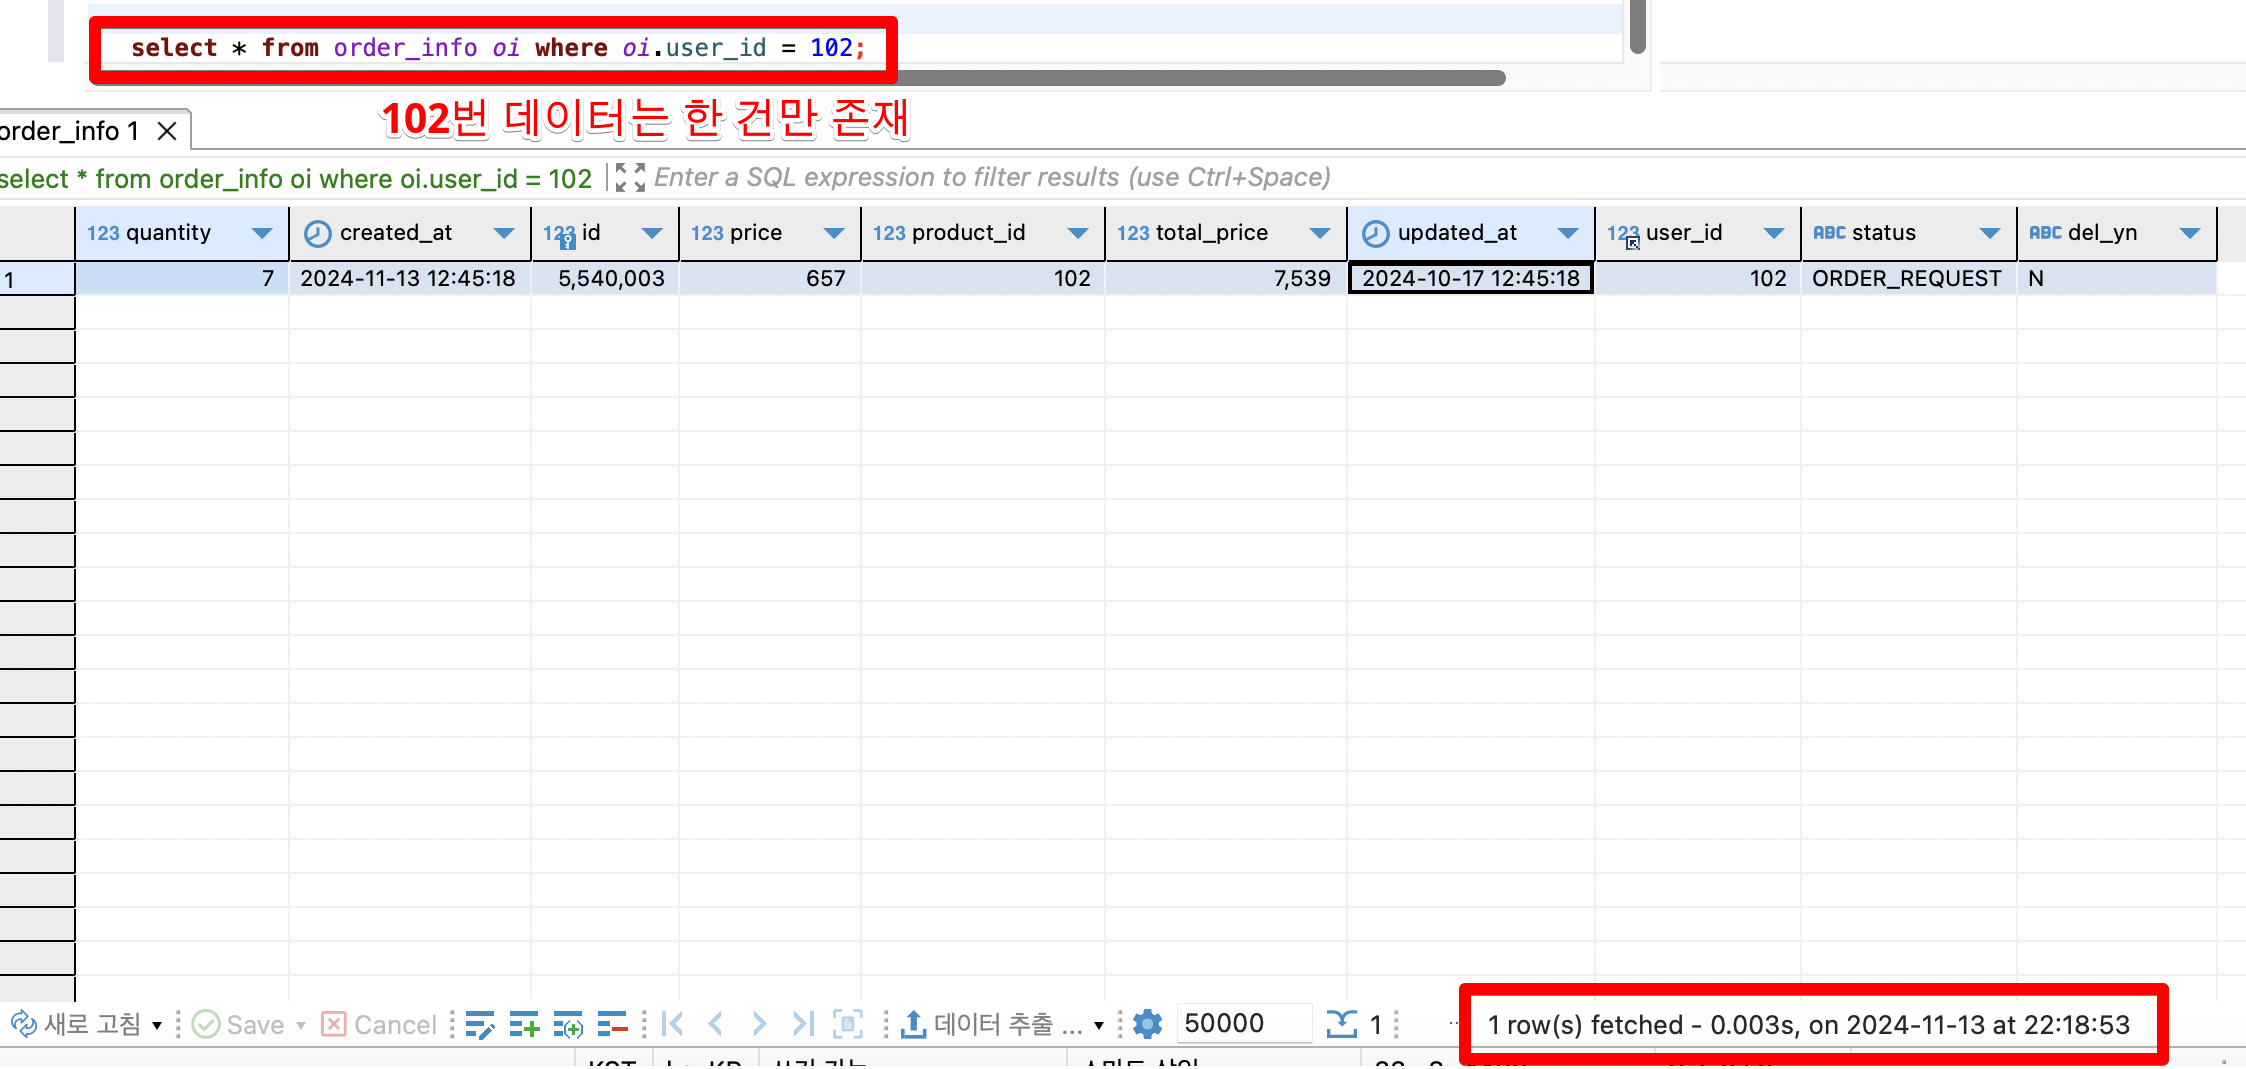 select * from order_info oi where oi.user_id = 102;
102번 데이터는 한 건만 존재
order_info 1
select * from order_info oi where oi.user_id = 102 Enter a SQL expression to filter results (use Ctrl+Space)
123 quantity created_at 123 id 123 price 123 product_id 123 total_price updated_at 123 user_id ABC status ABC del_yn
1 7 2024-11-13 12:45:18 5,540,003 657 102 7,539 2024-10-17 12:45:18 102 ORDER_REQUEST N
새로 고침 Save Cancel 데이터 추출 ... 50000 1 ... 1 row(s) fetched - 0.003s, on 2024-11-13 at 22:18:53